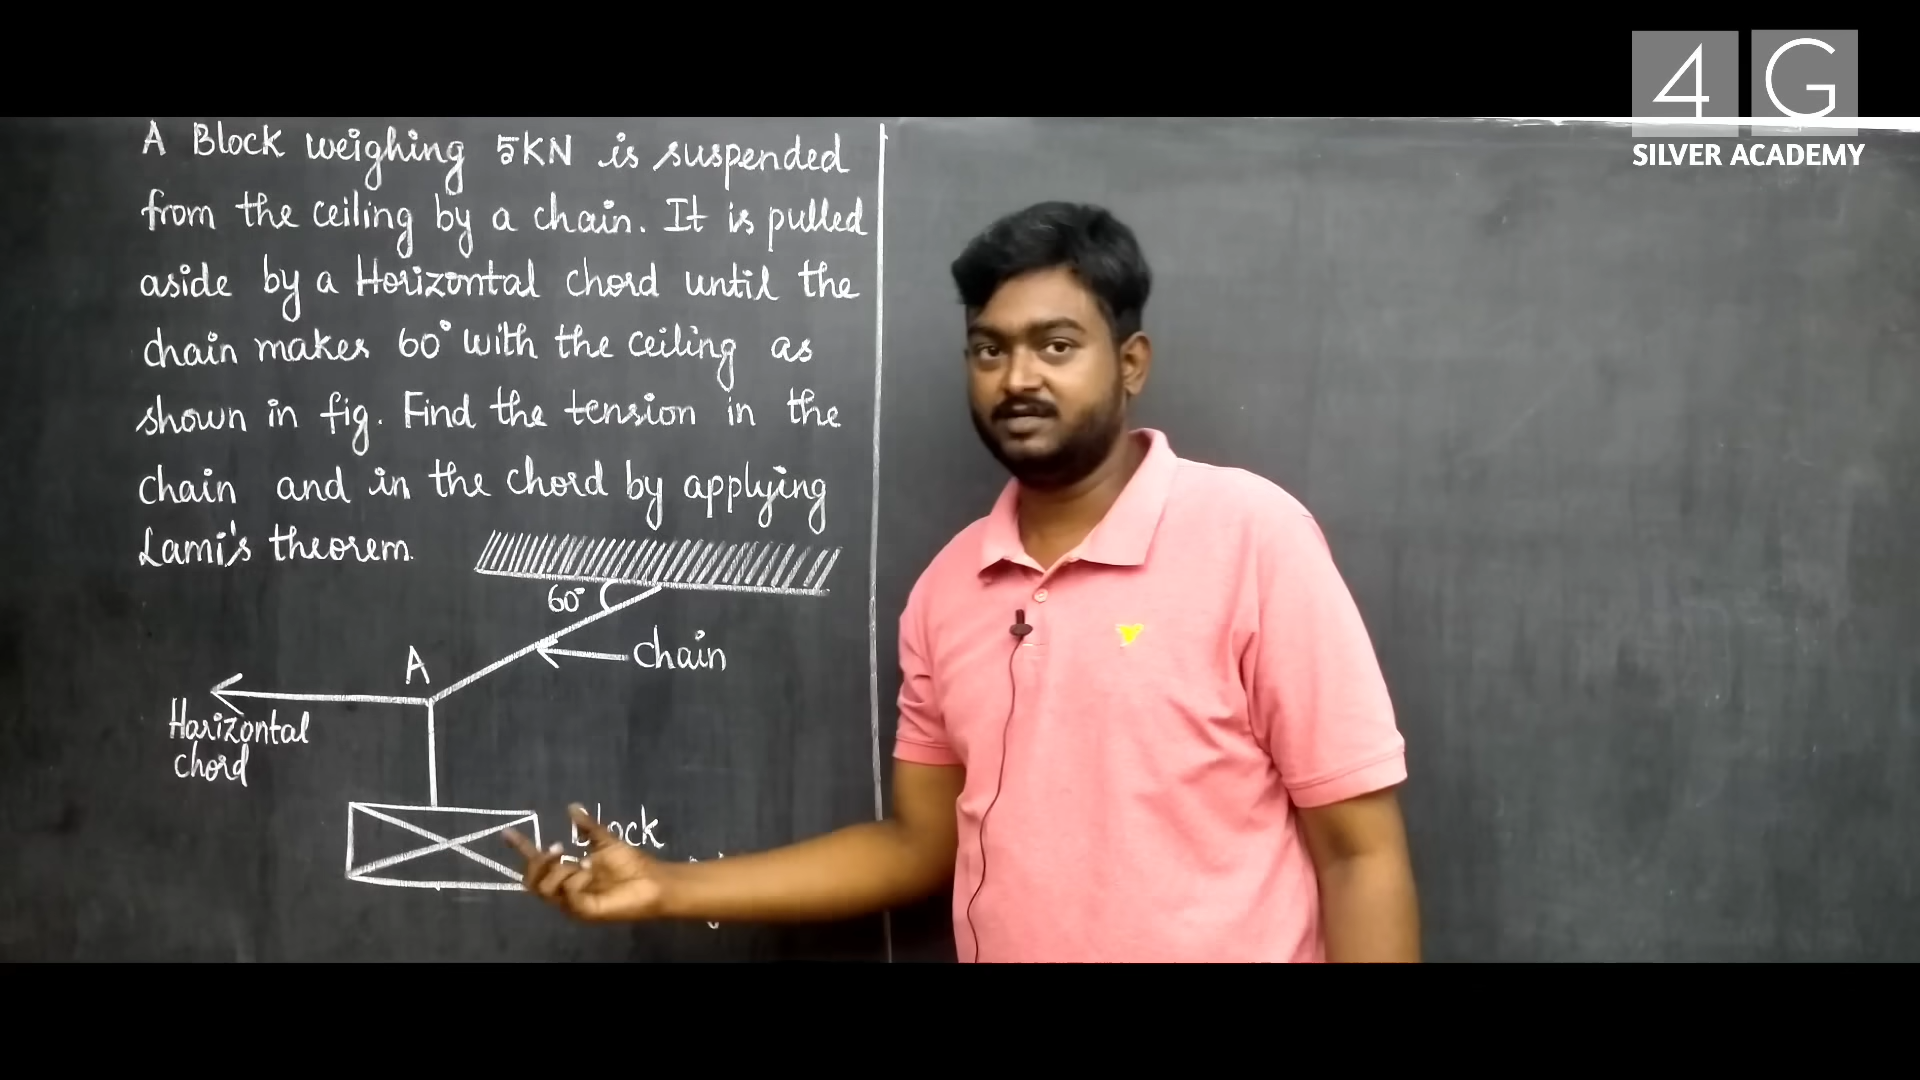 4G
SILVER ACADEMY
A Block weighing 5KN is suspended
from the ceiling by a chain. It is pulled
aside by a Horizontal chord until the
chain makes 60° with the ceiling as
shown in fig. Find the tension in the
chain and in the chord by applying
Lami's theorem.
60°
chain
A
Harizontal
chord
Block